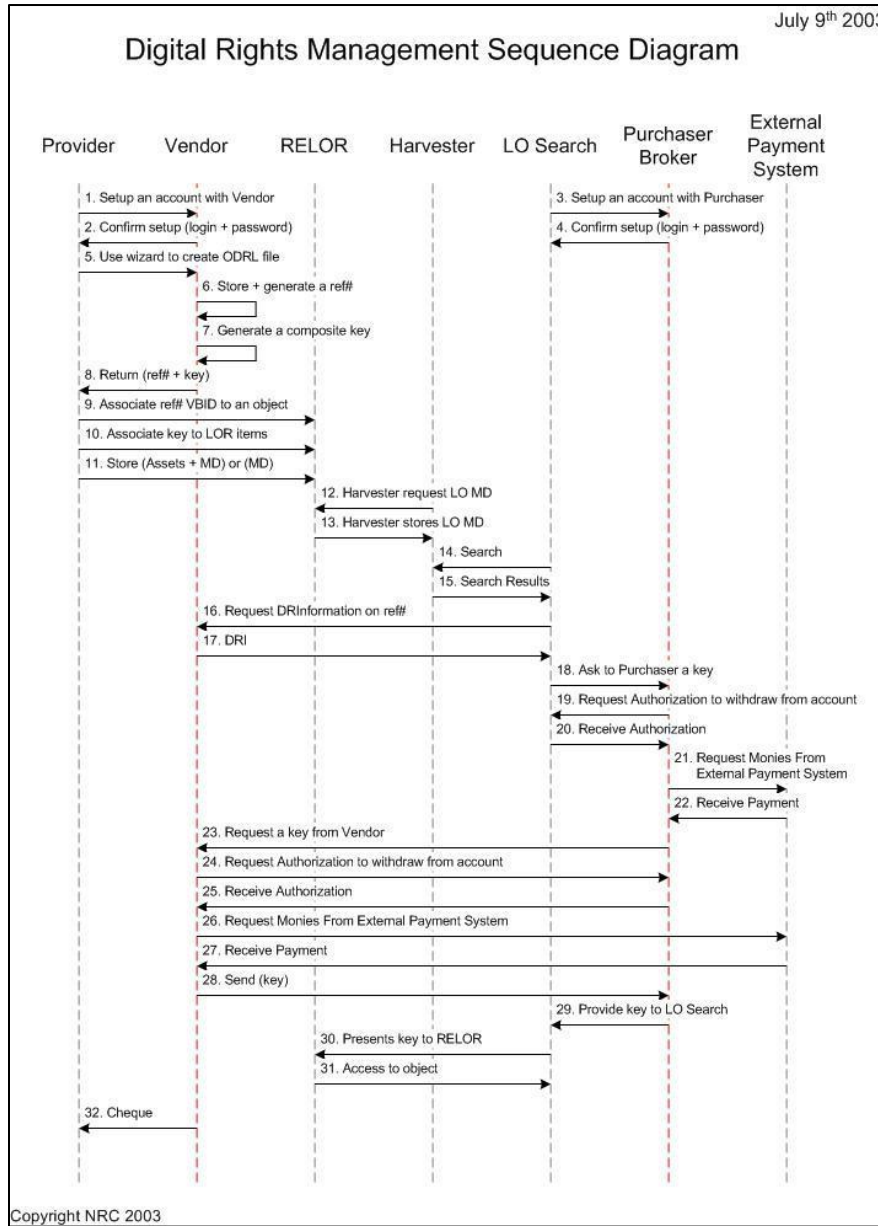 July 9th 2003
Digital Rights Management Sequence Diagram
Provider Vendor RELOR Harvester LO Search Purchaser Broker External Payment System
1. Setup an account with Vendor
3. Setup an account with Purchaser
2. Confirm setup (login + password)
4. Confirm setup (login + password)
5. Use wizard to create ODRL file
6. Store + generate a ref#
7. Generate a composite key
8. Return (ref# + key)
9. Associate ref# VBID to an object
10. Associate key to LOR items
11. Store (Assets + MD) or (MD)
12. Harvester request LO MD
13. Harvester stores LO MD
14. Search
15. Search Results
16. Request DRInformation on ref#
17. DRI
18. Ask to Purchaser a key
19. Request Authorization to withdraw from account
20. Receive Authorization
21. Request Monies From
External Payment System
22. Receive Payment
23. Request a key from Vendor
24. Request Authorization to withdraw from account
25. Receive Authorization
26. Request Monies From External Payment System
27. Receive Payment
28. Send (key)
29. Provide key to LO Search
30. Presents key to RELOR
31. Access to object
32. Cheque
Copyright NRC 2003